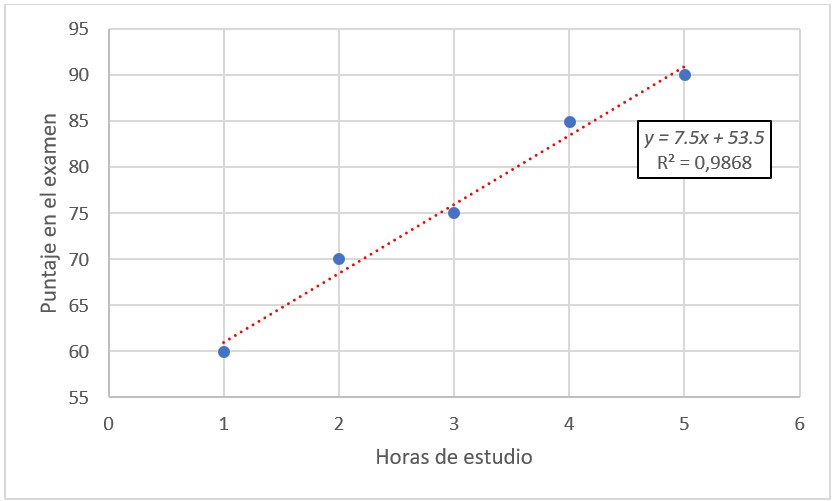 95
90
85
80
75
70
65
60
55
0 1 2 3 4 5 6
Puntaje en el examen
Horas de estudio
y = 7.5x + 53.5
R² = 0,9868